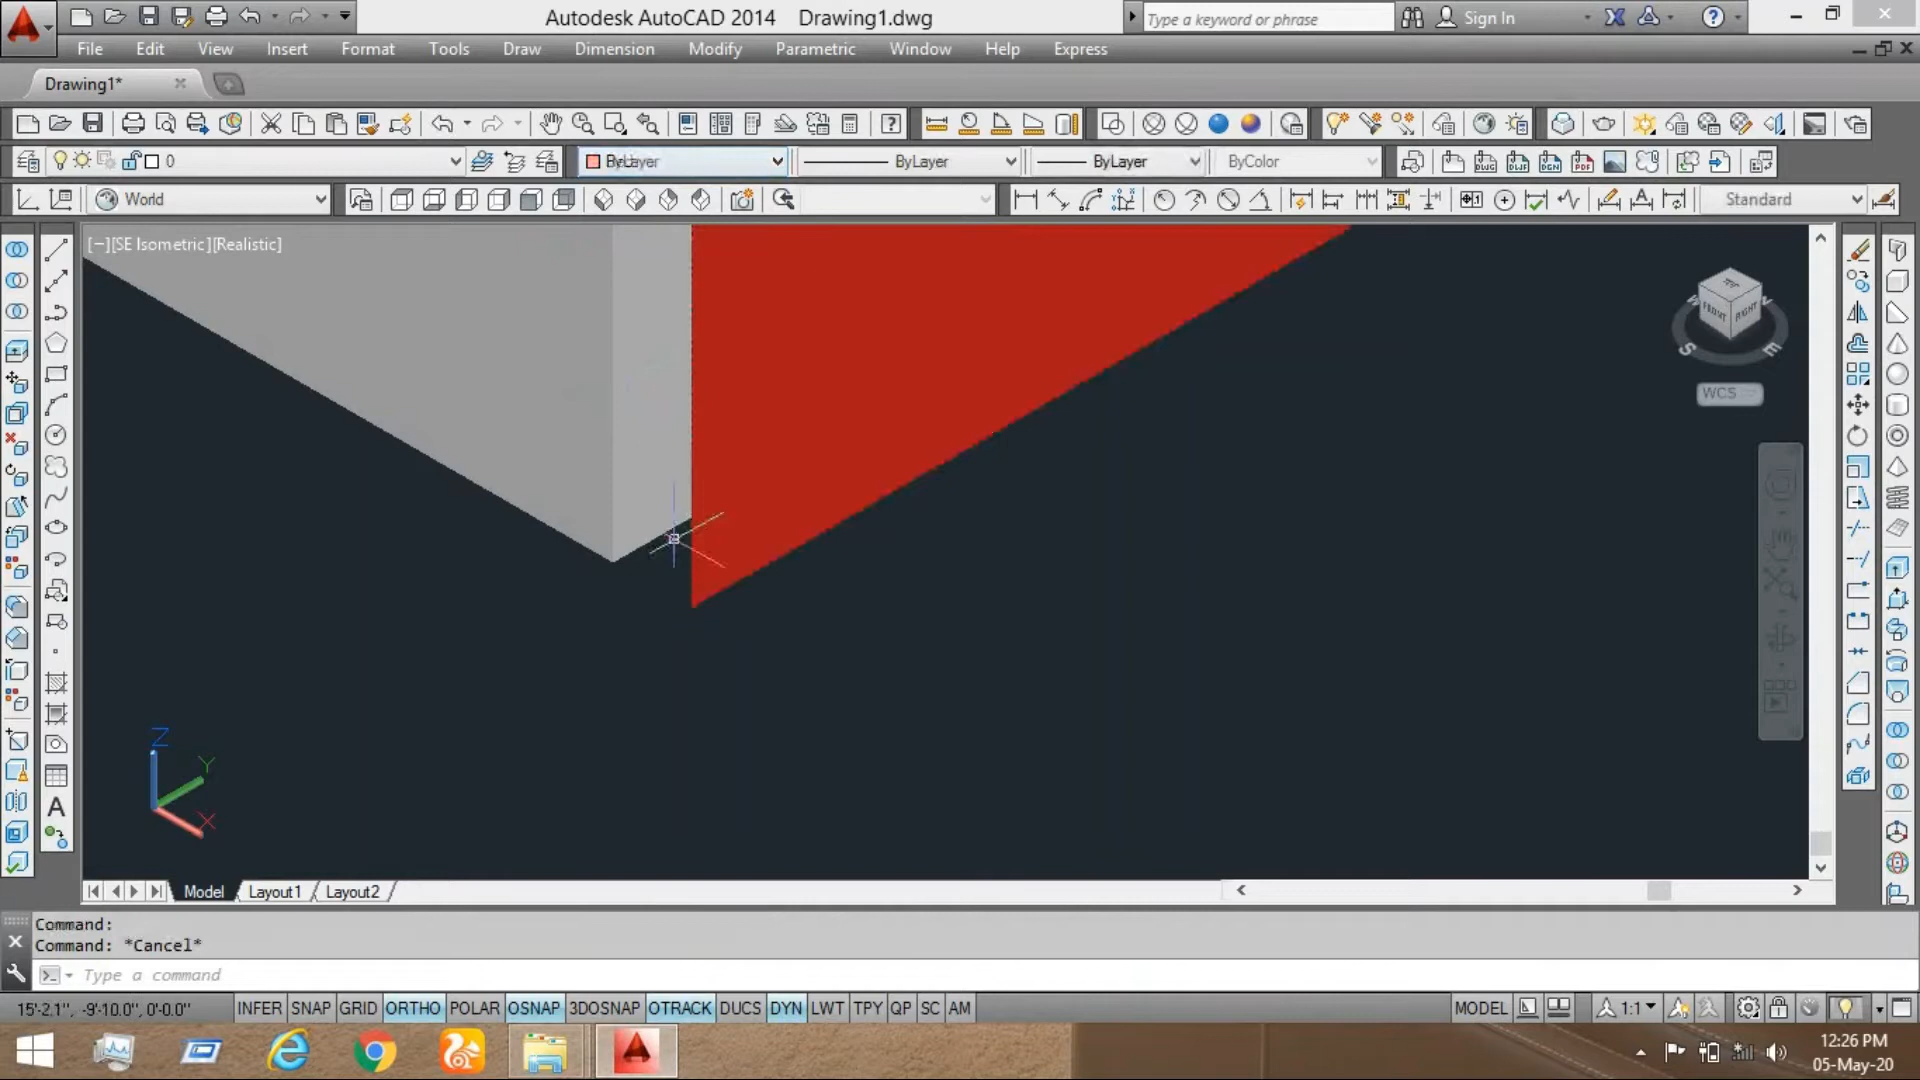 Autodesk AutoCAD 2014 Drawing1.dwg
Type a keyword or phrase
Sign In
File Edit View Insert Format Tools Draw Dimension Modify Parametric Window Help Express
Drawing1*
0
ByLayer
ByLayer
ByLayer
ByColor
World
Standard
[−][SE Isometric][Realistic]
TOP
FRONT
RIGHT
S
E
WCS
Z
Y
X
Model Layout1 Layout2
Command:
Command: *Cancel*
Type a command
15'-2.1", -9'-10.0", 0'-0.0"
INFER SNAP GRID ORTHO POLAR OSNAP 3DOSNAP OTRACK DUCS DYN LWT TPY QP SC AM
MODEL
1:1
12:26 PM
05-May-20